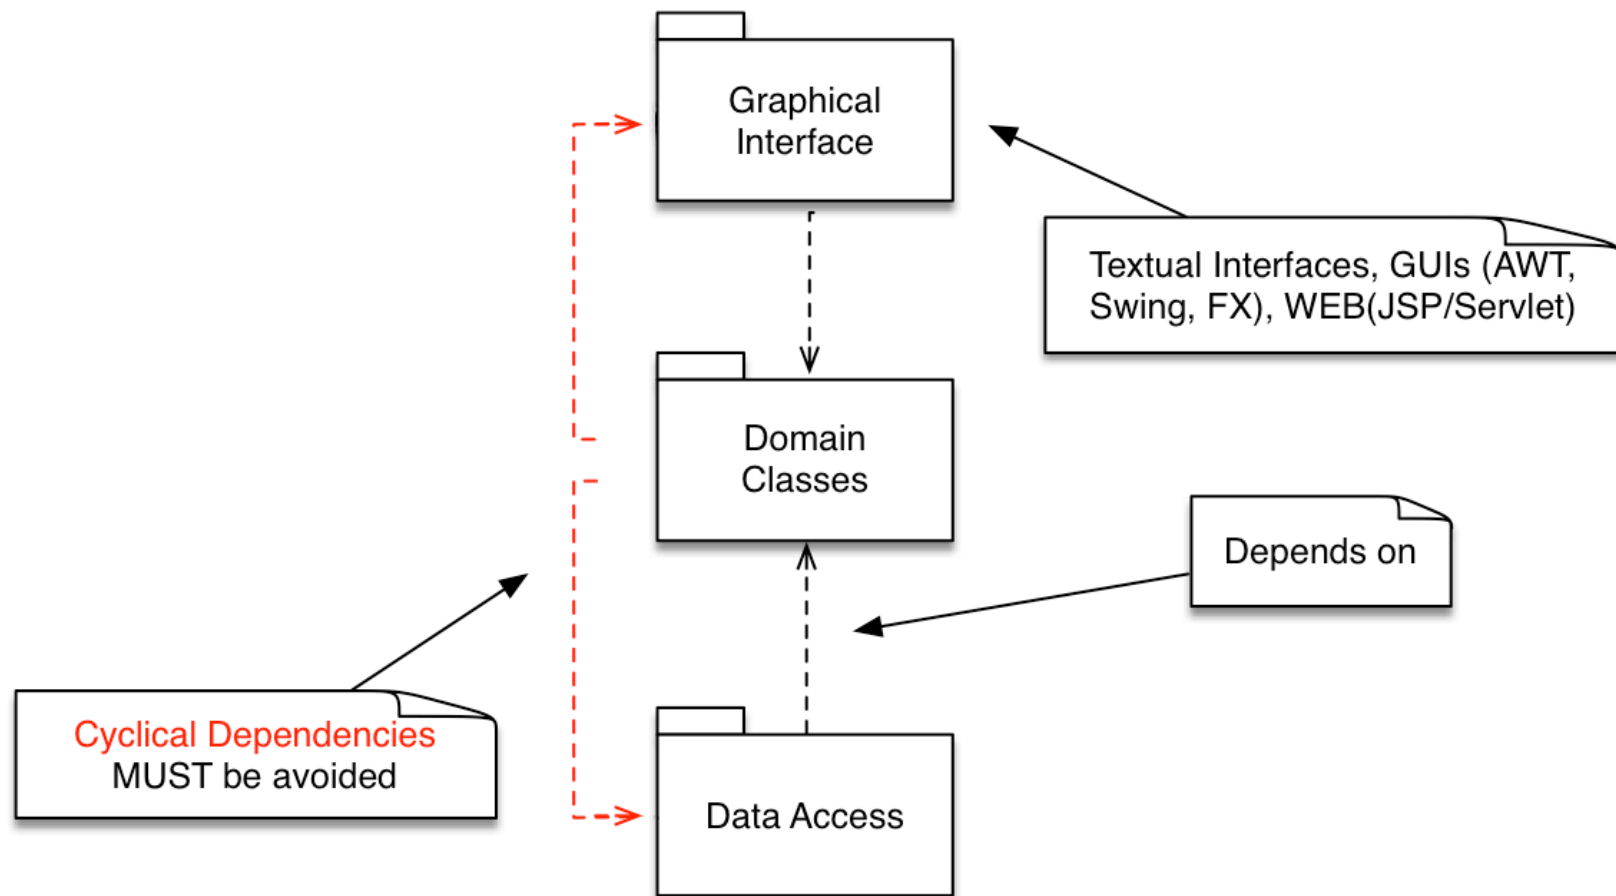 Graphical
Interface
Textual Interfaces, GUIs (AWT,
Swing, FX), WEB(JSP/Servlet)
Domain
Classes
Depends on
Cyclical Dependencies
MUST be avoided
Data Access